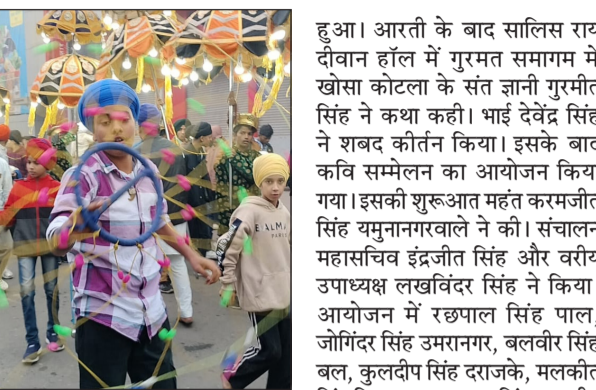 हुआ। आरती के बाद सालिस राय
दीवान हॉल में गुरमत समागम में
खोसा कोटला के संत ज्ञानी गुरमीत
सिंह ने कथा कही। भाई देवेंद्र सिंह
ने शबद कीर्तन किया। इसके बाद
कवि सम्मेलन का आयोजन किया
गया। इसकी शुरूआत महंत करमजीत
सिंह यमुनानगरवाले ने की। संचालन
महासचिव इंद्रजीत सिंह और वरीय
उपाध्यक्ष लखविंदर सिंह ने किया
आयोजन में रछपाल सिंह पाल,
जोगिंदर सिंह उमरानगर, बलवीर सिंह
बल, कुलदीप सिंह दराजके, मलकीत